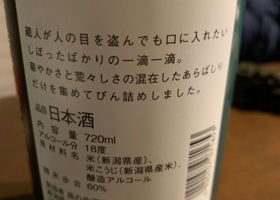 蔵人が人の目を盗んでも口に入れたい
しぼったばかりの一滴一滴。
華やかさと荒々しさの混在したあらばしり
だけを集めてびん詰めしました。
品目 日本酒
内容量 720ml
アルコール分 18度
原材料名 米(新潟県産)、
米こうじ(新潟県産米)、
醸造アルコール
精米歩合 60%